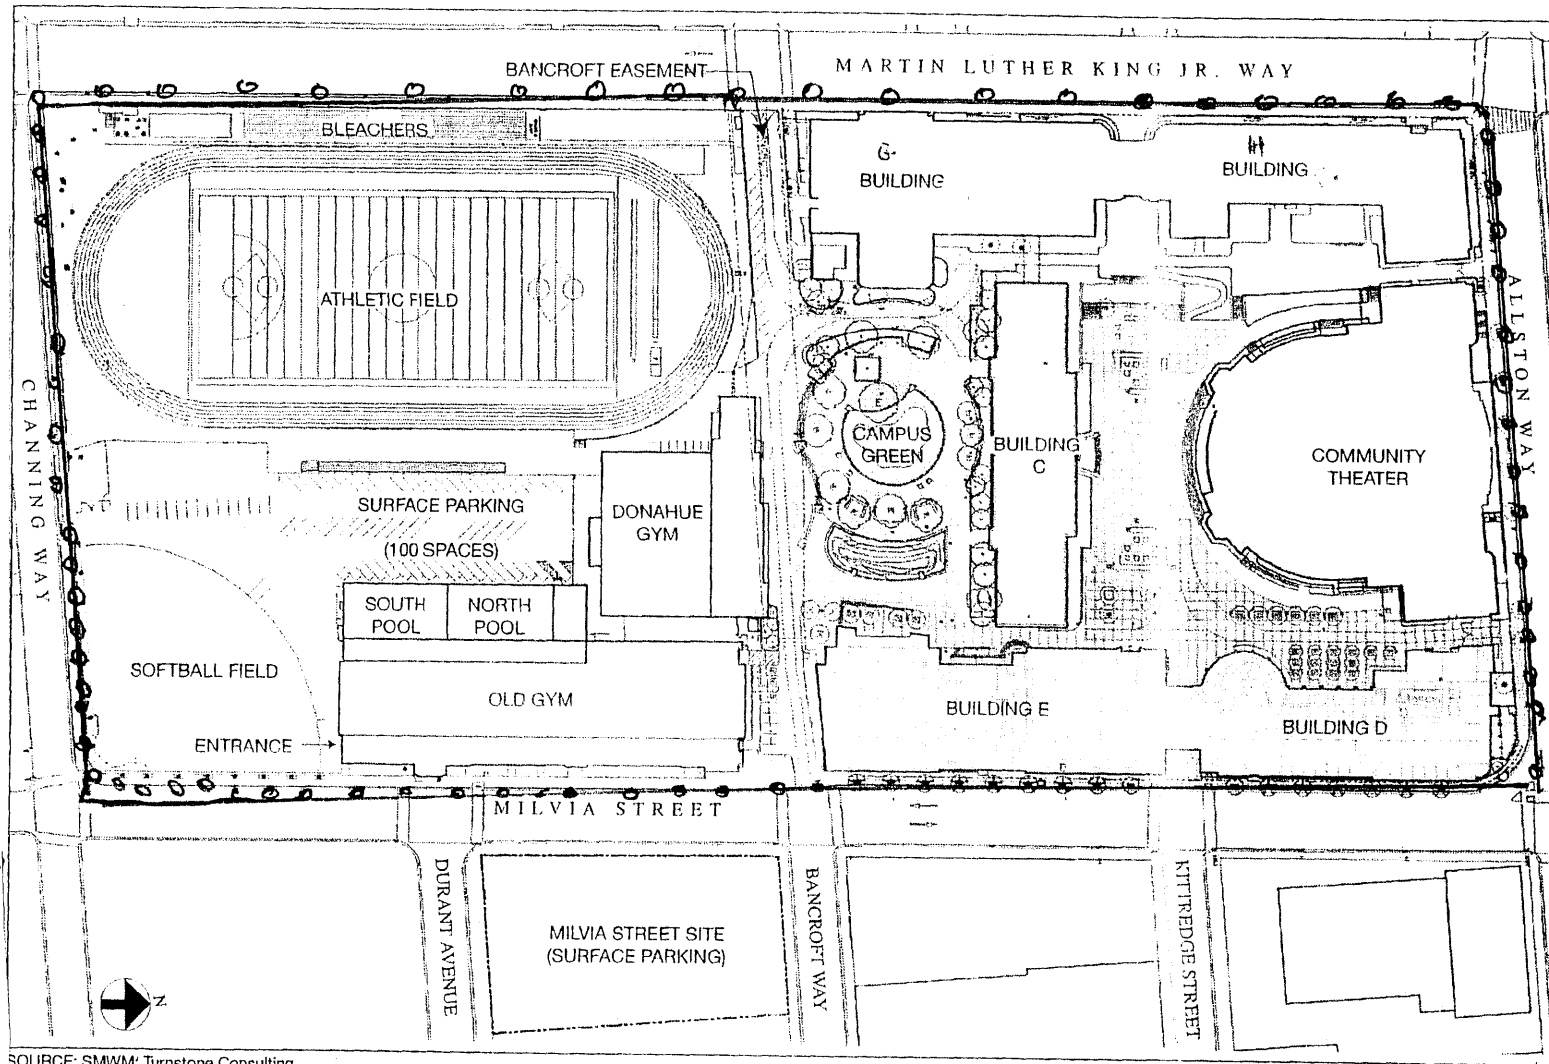 BANCROFT EASEMENT
MARTIN LUTHER KING JR. WAY
BLEACHERS
G-
BUILDING
H
BUILDING
ATHLETIC FIELD
CHANNING WAY
ALLSTON WAY
CAMPUS
GREEN
E
BUILDING
C
COMMUNITY
THEATER
SURFACE PARKING
(100 SPACES)
DONAHUE
GYM
SOUTH
POOL
NORTH
POOL
SOFTBALL FIELD
OLD GYM
BUILDING E
BUILDING D
ENTRANCE
MILVIA STREET
DURANT AVENUE
MILVIA STREET SITE
(SURFACE PARKING)
BANCROFT WAY
KITTREDGE STREET
N
SOURCE: SMWM; Turnstone Consulting